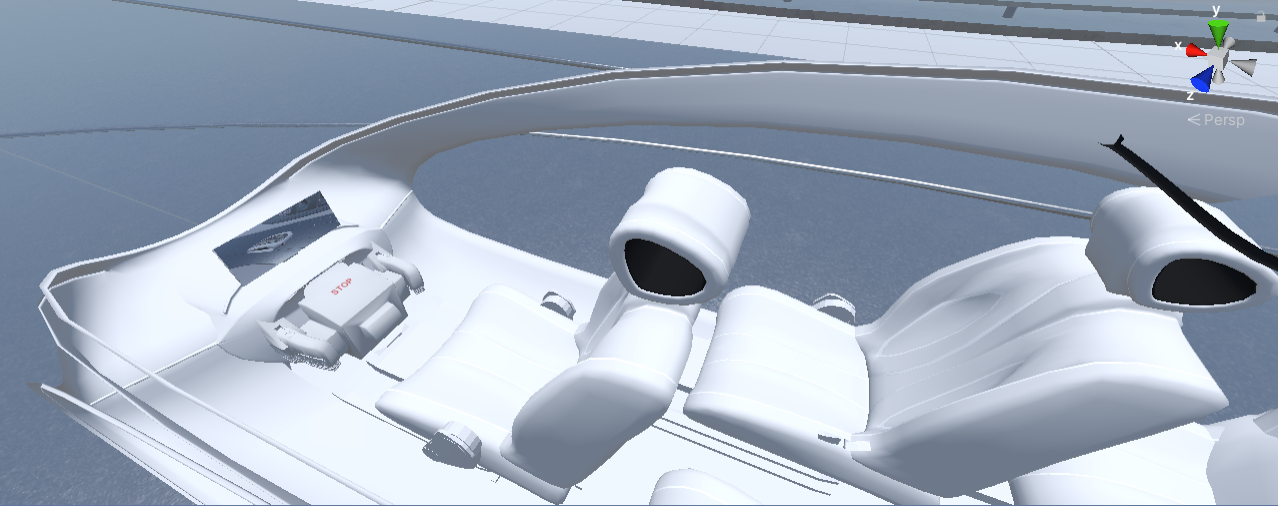 y
x
z
< Persp
STOP